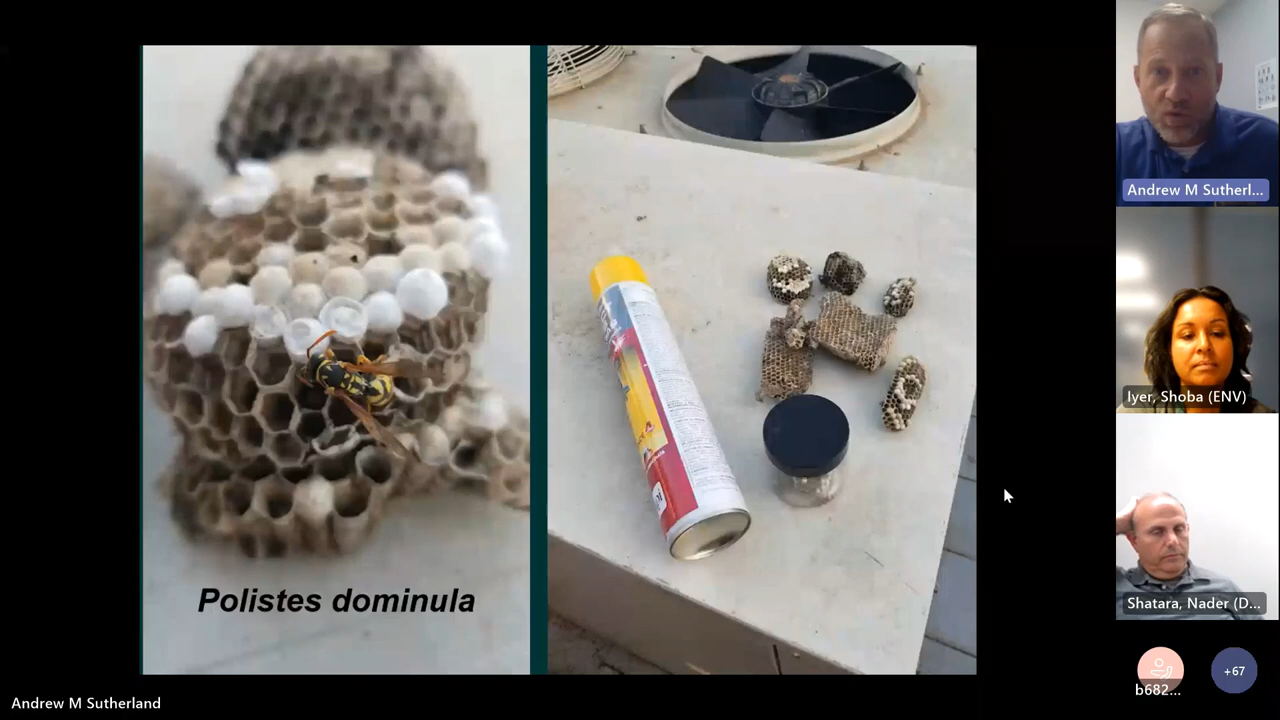 Polistes dominula
Andrew M Sutherl...
Iyer, Shoba (ENV)
Shatara, Nader (D...
b682...
+67
Andrew M Sutherland